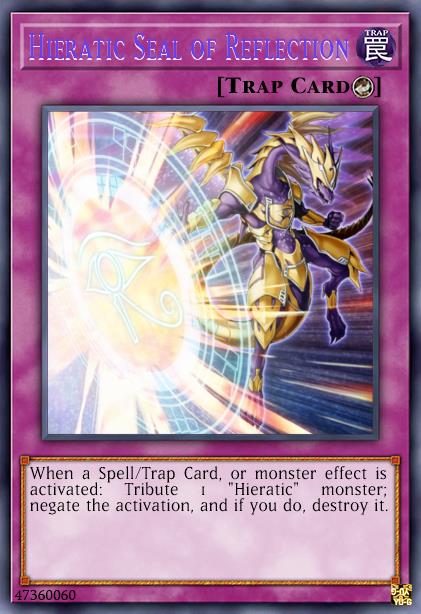 Hieratic Seal of Reflection
TRAP
罠
[Trap Card]
When a Spell/Trap Card, or monster effect is
activated: Tribute 1 "Hieratic" monster;
negate the activation, and if you do, destroy it.
47360060